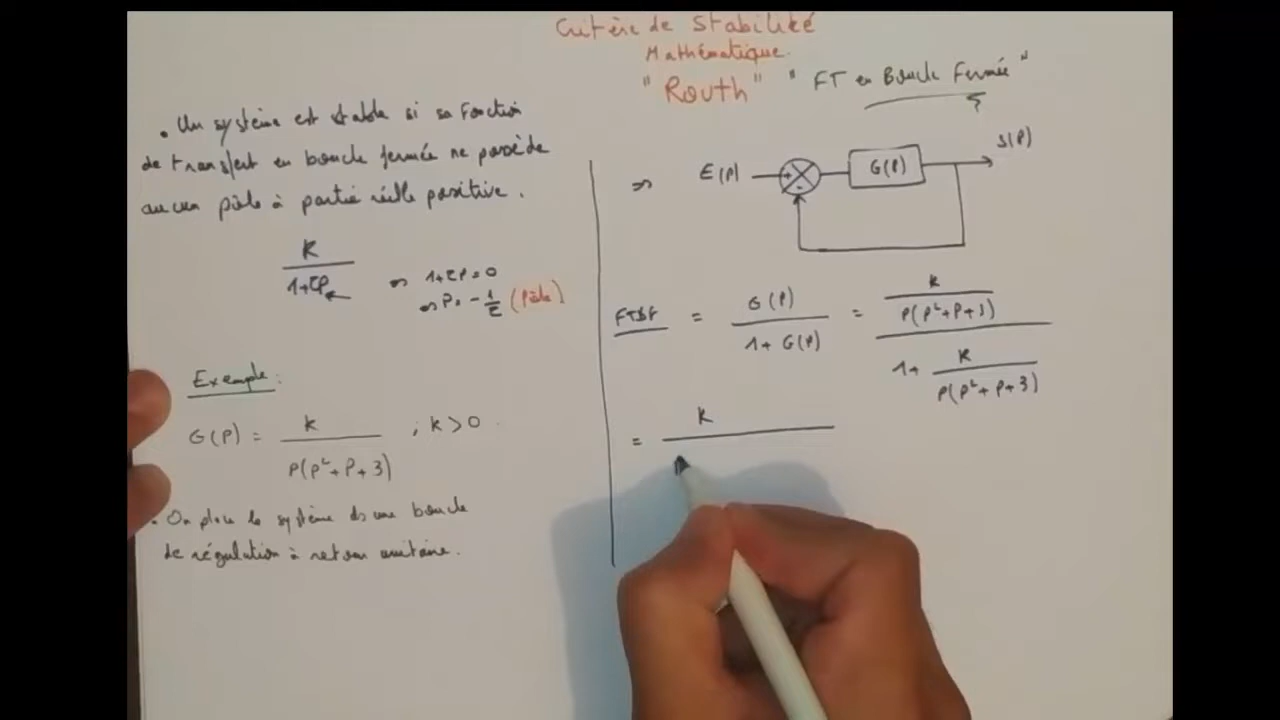 Critère de Stabilité
Mathématique.
"Routh" " FT en Boucle Fermée "
. Un système est stable si sa Fonction
de transfert en boucle fermée ne possède
aucun pôle à partie réelle positive.
K
1+τP
⇔ 1+τP=0
⇔ P= - 1/τ (Pôle)
Exemple:
G(P) = K / P(P²+P+3) ; K>0
. On place le système ds une boucle
de régulation à retour unitaire.
⇒ E(P) + - G(P) S(P)
FTBF = G(P) / 1+G(P) = K / P(P²+P+3) / 1+ K / P(P²+P+3)
= K